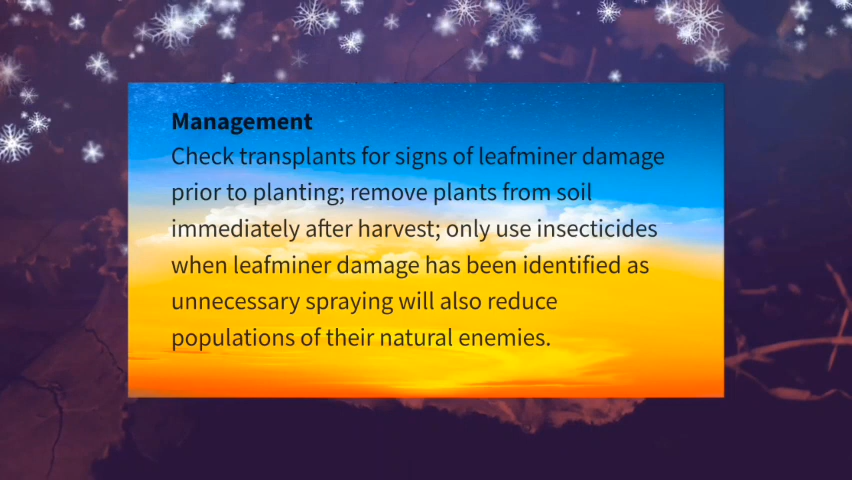 Management
Check transplants for signs of leafminer damage
prior to planting; remove plants from soil
immediately after harvest; only use insecticides
when leafminer damage has been identified as
unnecessary spraying will also reduce
populations of their natural enemies.